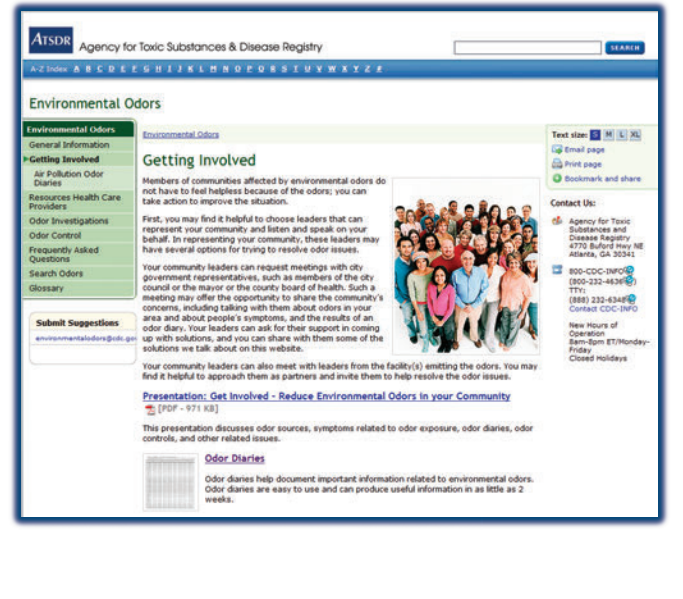 ATSDR Agency for Toxic Substances & Disease Registry
SEARCH
A-Z Index A B C D E F G H I J K L M N O P Q R S T U V W X Y Z #
Environmental Odors
Environmental Odors
General Information
Getting Involved
Air Pollution Odor
Diaries
Resources Health Care
Providers
Odor Investigations
Odor Control
Frequently Asked
Questions
Search Odors
Glossary
Submit Suggestions
environmentalodors@cdc.gov
Environmental Odors
Getting Involved
Members of communities affected by environmental odors do
not have to feel helpless because of the odors; you can
take action to improve the situation.
First, you may find it helpful to choose leaders that can
represent your community and listen and speak on your
behalf. In representing your community, these leaders may
have several options for trying to resolve odor issues.
Your community leaders can request meetings with city
government representatives, such as members of the city
council or the mayor or the county board of health. Such a
meeting may offer the opportunity to share the community's
concerns, including talking with them about odors in your
area and about people's symptoms, and the results of an
odor diary. Your leaders can ask for their support in coming
up with solutions, and you can share with them some of the
solutions we talk about on this website.
Your community leaders can also meet with leaders from the facility(s) emitting the odors. You may
find it helpful to approach them as partners and invite them to help resolve the odor issues.
Presentation: Get Involved - Reduce Environmental Odors in your Community
[PDF - 971 KB]
This presentation discusses odor sources, symptoms related to odor exposure, odor diaries, odor
controls, and other related issues.
Odor Diaries
Odor diaries help document important information related to environmental odors.
Odor diaries are easy to use and can produce useful information in as little as 2
weeks.
Text size: S M L XL
Email page
Print page
Bookmark and share
Contact Us:
Agency for Toxic
Substances and
Disease Registry
4770 Buford Hwy NE
Atlanta, GA 30341
800-CDC-INFO
(800-232-4636)
TTY:
(888) 232-6348
Contact CDC-INFO
New Hours of
Operation
8am-8pm ET/Monday-
Friday
Closed Holidays